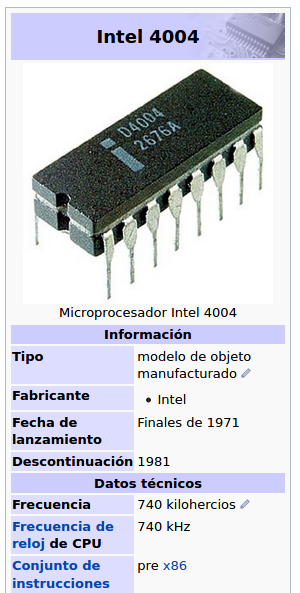 Intel 4004
D4004
2676A
Microprocesador Intel 4004
Información
Tipo modelo de objeto
manufacturado
Fabricante • Intel
Fecha de Finales de 1971
lanzamiento
Descontinuación 1981
Datos técnicos
Frecuencia 740 kilohercios
Frecuencia de 740 kHz
reloj de CPU
Conjunto de pre x86
instrucciones